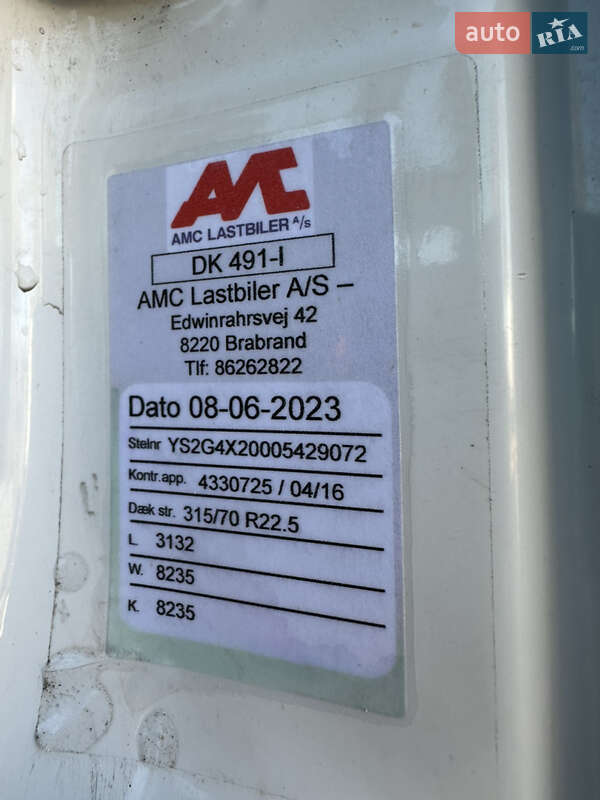 auto RIA .com
AMC
AMC LASTBILER A/s
DK 491-I
AMC Lastbiler A/S –
Edwinrahrsvej 42
8220 Brabrand
Tlf: 86262822
Dato 08-06-2023
Stelnr YS2G4X20005429072
Kontr.app. 4330725 / 04/16
Dæk str. 315/70 R22.5
L. 3132
W. 8235
K. 8235